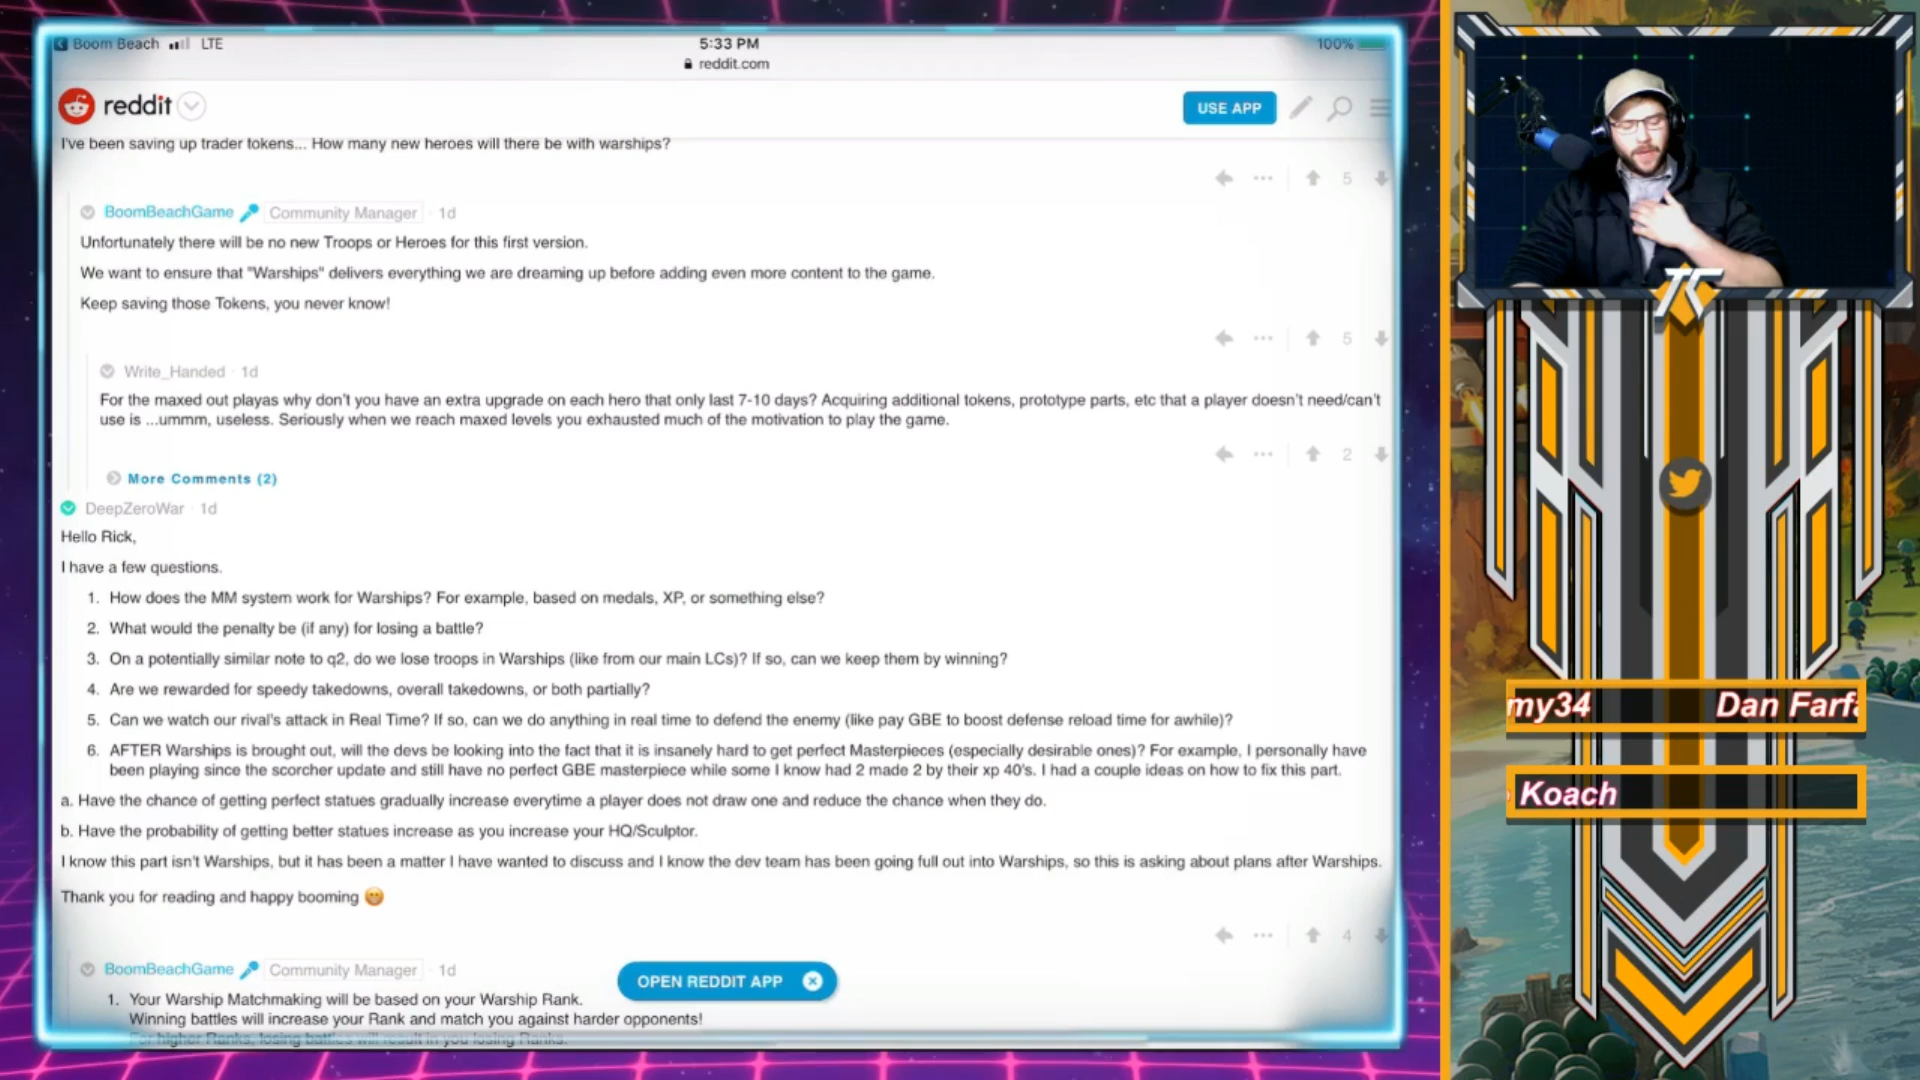 Boom Beach LTE 5:33 PM 100%
reddit.com
reddit USE APP
I've been saving up trader tokens... How many new heroes will there be with warships?
5
BoomBeachGame Community Manager · 1d
Unfortunately there will be no new Troops or Heroes for this first version.
We want to ensure that "Warships" delivers everything we are dreaming up before adding even more content to the game.
Keep saving those Tokens, you never know!
5
Write_Handed · 1d
For the maxed out playas why don't you have an extra upgrade on each hero that only last 7-10 days? Acquiring additional tokens, prototype parts, etc that a player doesn't need/can't
use is ...ummm, useless. Seriously when we reach maxed levels you exhausted much of the motivation to play the game.
2
More Comments (2)
DeepZeroWar · 1d
Hello Rick,
I have a few questions.
1. How does the MM system work for Warships? For example, based on medals, XP, or something else?
2. What would the penalty be (if any) for losing a battle?
3. On a potentially similar note to q2, do we lose troops in Warships (like from our main LCs)? If so, can we keep them by winning?
4. Are we rewarded for speedy takedowns, overall takedowns, or both partially?
5. Can we watch our rival's attack in Real Time? If so, can we do anything in real time to defend the enemy (like pay GBE to boost defense reload time for awhile)?
6. AFTER Warships is brought out, will the devs be looking into the fact that it is insanely hard to get perfect Masterpieces (especially desirable ones)? For example, I personally have
been playing since the scorcher update and still have no perfect GBE masterpiece while some I know had 2 made 2 by their xp 40's. I had a couple ideas on how to fix this part.
a. Have the chance of getting perfect statues gradually increase everytime a player does not draw one and reduce the chance when they do.
b. Have the probability of getting better statues increase as you increase your HQ/Sculptor.
I know this part isn't Warships, but it has been a matter I have wanted to discuss and I know the dev team has been going full out into Warships, so this is asking about plans after Warships.
Thank you for reading and happy booming
4
BoomBeachGame Community Manager · 1d
OPEN REDDIT APP
1. Your Warship Matchmaking will be based on your Warship Rank.
Winning battles will increase your Rank and match you against harder opponents!
For higher Ranks, losing battles will result in you losing Ranks.
TC
my34 Dan Farfa
Koach